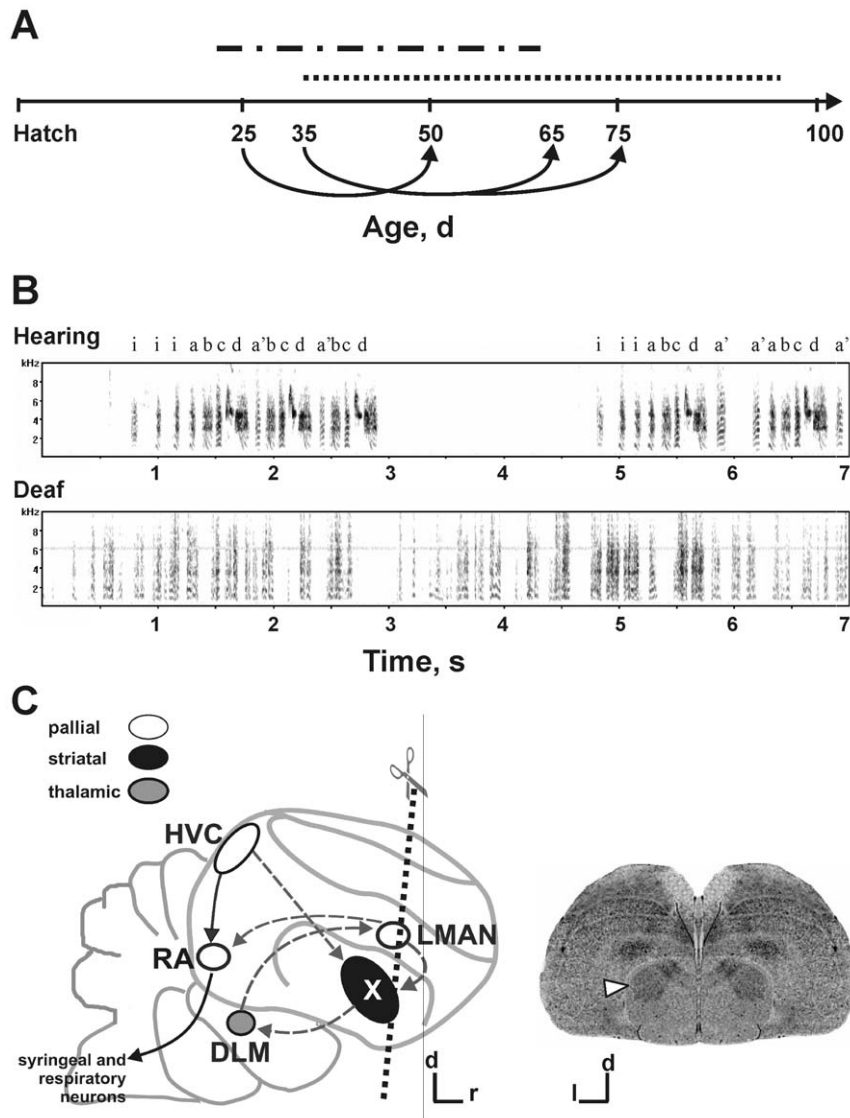 A
Hatch 25 35 50 65 75 100
Age, d
B
Hearing
i i i a b c d a' b c d a' b c d i i i a b c d a' a' a b c d a'
kHz
8
6
4
2
1 2 3 4 5 6 7
Deaf
kHz
8
6
4
2
1 2 3 4 5 6 7
Time, s
C
pallial
striatal
thalamic
HVC
LMAN
RA
X
DLM
syringeal and
respiratory
neurons
d
r
d
l